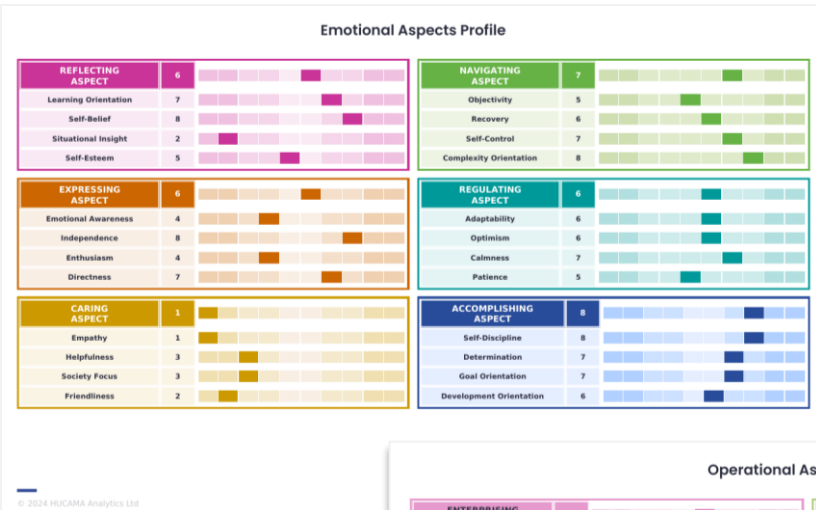 Emotional Aspects Profile
REFLECTING
ASPECT
6
Learning Orientation 7
Self-Belief 8
Situational Insight 2
Self-Esteem 5
NAVIGATING
ASPECT
7
Objectivity 5
Recovery 6
Self-Control 7
Complexity Orientation 8
EXPRESSING
ASPECT
6
Emotional Awareness 4
Independence 8
Enthusiasm 4
Directness 7
REGULATING
ASPECT
6
Adaptability 6
Optimism 6
Calmness 7
Patience 5
CARING
ASPECT
1
Empathy 1
Helpfulness 3
Society Focus 3
Friendliness 2
ACCOMPLISHING
ASPECT
8
Self-Discipline 8
Determination 7
Goal Orientation 7
Development Orientation 6
© 2024 HUCAMA Analytics Ltd
Operational As
ENTERPRISING